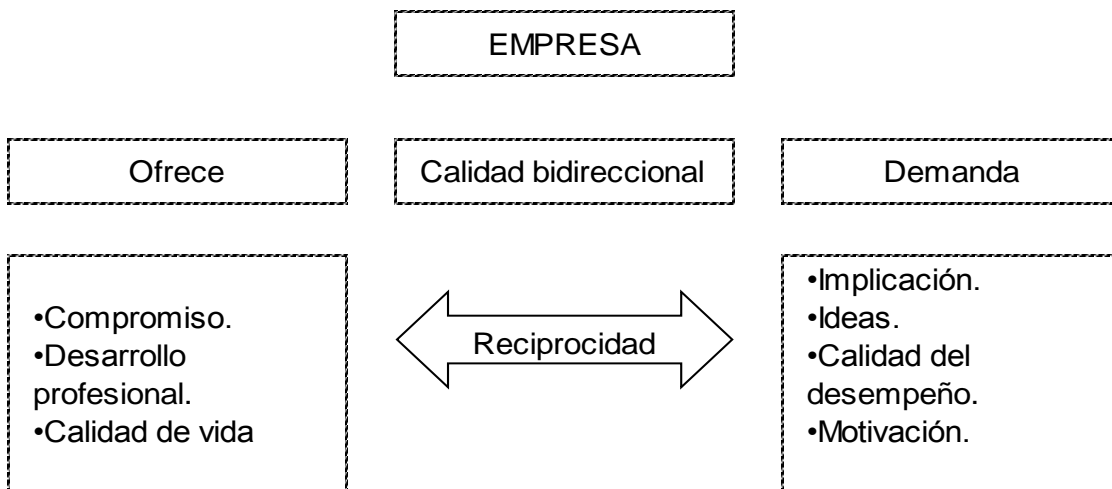 EMPRESA
Ofrece
Calidad bidireccional
Demanda
•Compromiso.
•Desarrollo
profesional.
•Calidad de vida
Reciprocidad
•Implicación.
•Ideas.
•Calidad del
desempeño.
•Motivación.